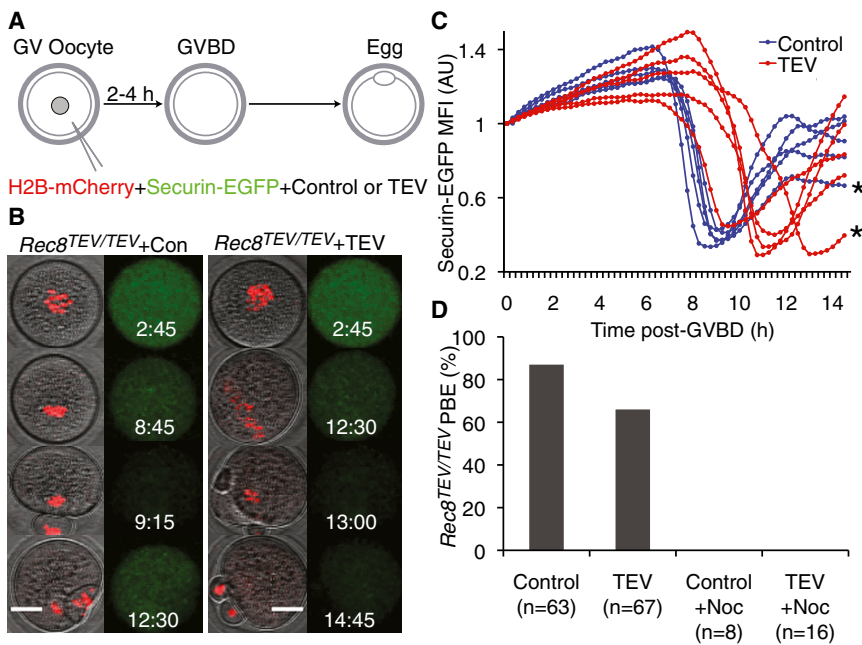 A
GV Oocyte
GVBD
Egg
2-4 h
H2B-mCherry+Securin-EGFP+Control or TEV
B
Rec8TEV/TEV+Con
Rec8TEV/TEV+TEV
2:45
2:45
8:45
12:30
9:15
13:00
12:30
14:45
C
Securin-EGFP MFI (AU)
1.4
1
0.6
0.2
Control
TEV
*
*
0 2 4 6 8 10 12 14
Time post-GVBD (h)
D
Rec8TEV/TEV PBE (%)
100
80
60
40
20
0
Control
(n=63)
TEV
(n=67)
Control
+Noc
(n=8)
TEV
+Noc
(n=16)